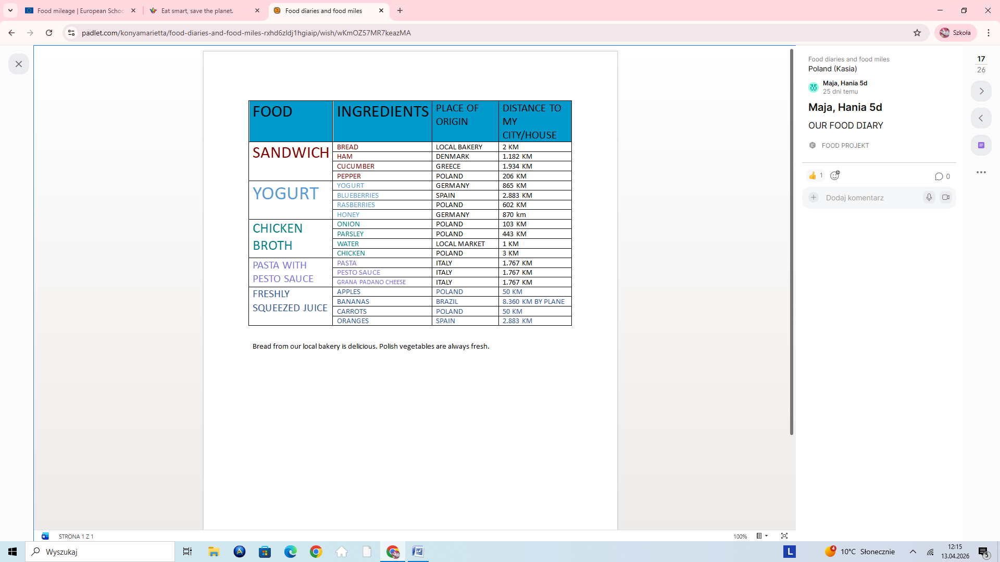 Food mileage | European Schoo
Eat smart, save the planet.
Food diaries and food miles
padlet.com/konyamarietta/food-diaries-and-food-miles-rxhd6zldj1hgiaip/wish/wKmOZ57MR7keazMA
Szkoła
FOOD INGREDIENTS PLACE OF ORIGIN DISTANCE TO MY CITY/HOUSE
SANDWICH BREAD LOCAL BAKERY 2 KM
HAM DENMARK 1.182 KM
CUCUMBER GREECE 1.934 KM
PEPPER POLAND 206 KM
YOGURT YOGURT GERMANY 865 KM
BLUEBERRIES SPAIN 2.883 KM
RASBERRIES POLAND 602 KM
HONEY GERMANY 870 km
CHICKEN BROTH ONION POLAND 103 KM
PARSLEY POLAND 443 KM
WATER LOCAL MARKET 1 KM
CHICKEN POLAND 3 KM
PASTA WITH PESTO SAUCE PASTA ITALY 1.767 KM
PESTO SAUCE ITALY 1.767 KM
GRANA PADANO CHEESE ITALY 1.767 KM
FRESHLY SQUEEZED JUICE APPLES POLAND 50 KM
BANANAS BRAZIL 8.360 KM BY PLANE
CARROTS POLAND 50 KM
ORANGES SPAIN 2.883 KM
Bread from our local bakery is delicious. Polish vegetables are always fresh.
Food diaries and food miles
Poland (Kasia)
Maja, Hania 5d
25 dni temu
Maja, Hania 5d
OUR FOOD DIARY
FOOD PROJEKT
1
0
Dodaj komentarz
17
26
STRONA 1 Z 1
100%
Wyszukaj
L
4
10°C Słonecznie
12:15
13.04.2026
5